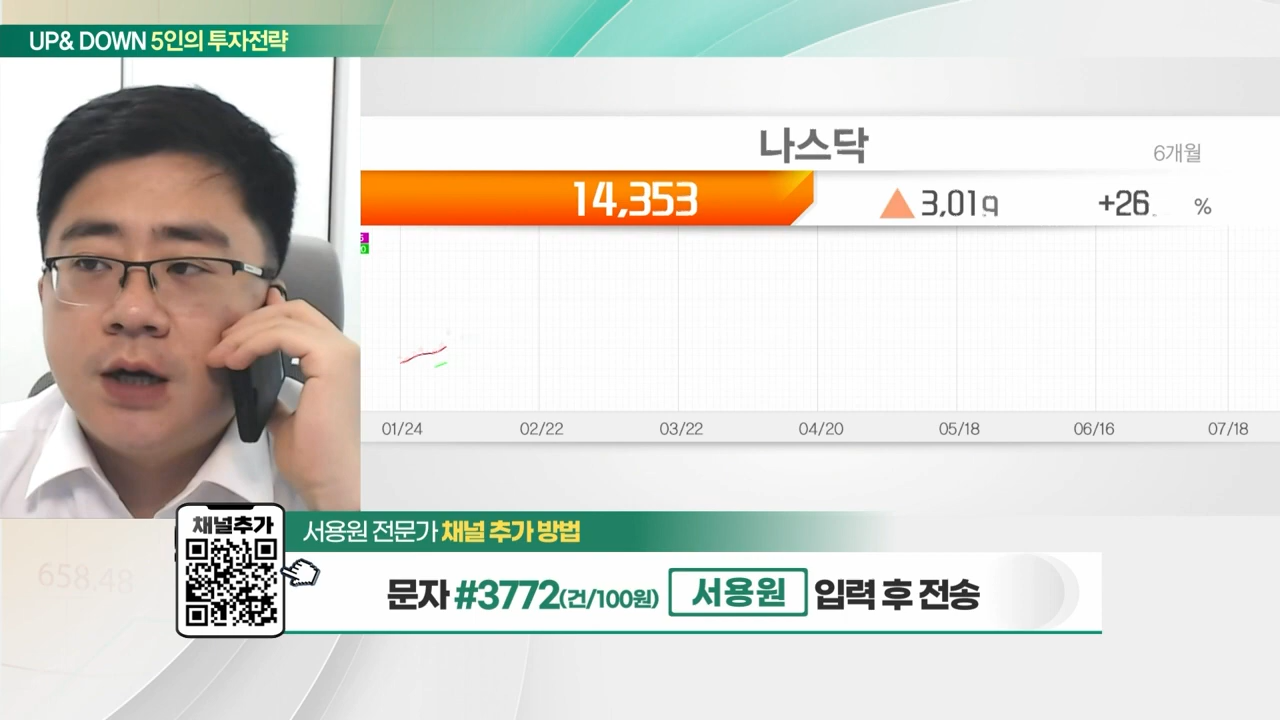 UP& DOWN 5인의 투자전략
나스닥
6개월
14,353
▲ 3,019
+26
%
01/24 02/22 03/22 04/20 05/18 06/16 07/18
채널추가
서용원 전문가 채널 추가 방법
문자 #3772(건/100원) 서용원 입력 후 전송
658.48